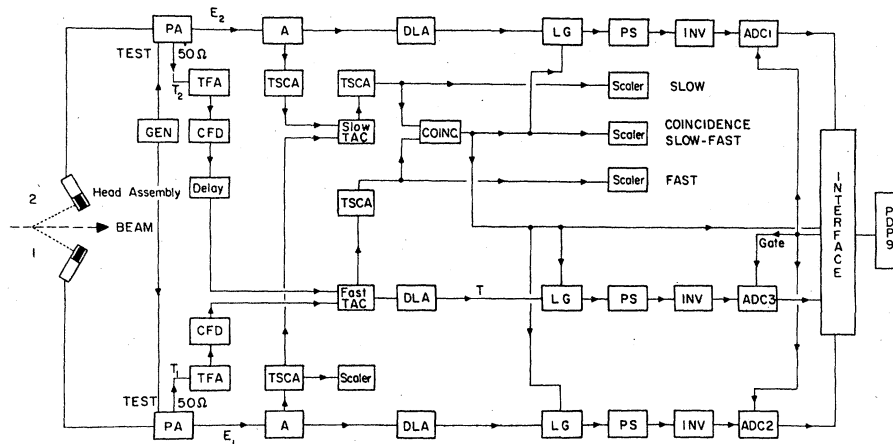 E2
PA
A
DLA
LG
PS
INV
ADC1
TEST
50Ω
T2
TFA
TSCA
TSCA
Scaler
SLOW
GEN
CFD
Slow
TAC
COINC.
Scaler
COINCIDENCE
SLOW-FAST
2
Head Assembly
Delay
TSCA
Scaler
FAST
INTERFACE
PDP9
BEAM
1
Gate
Fast
TAC
DLA
T
LG
PS
INV
ADC3
CFD
T1
TFA
TSCA
Scaler
TEST
50Ω
PA
E1
A
DLA
LG
PS
INV
ADC2